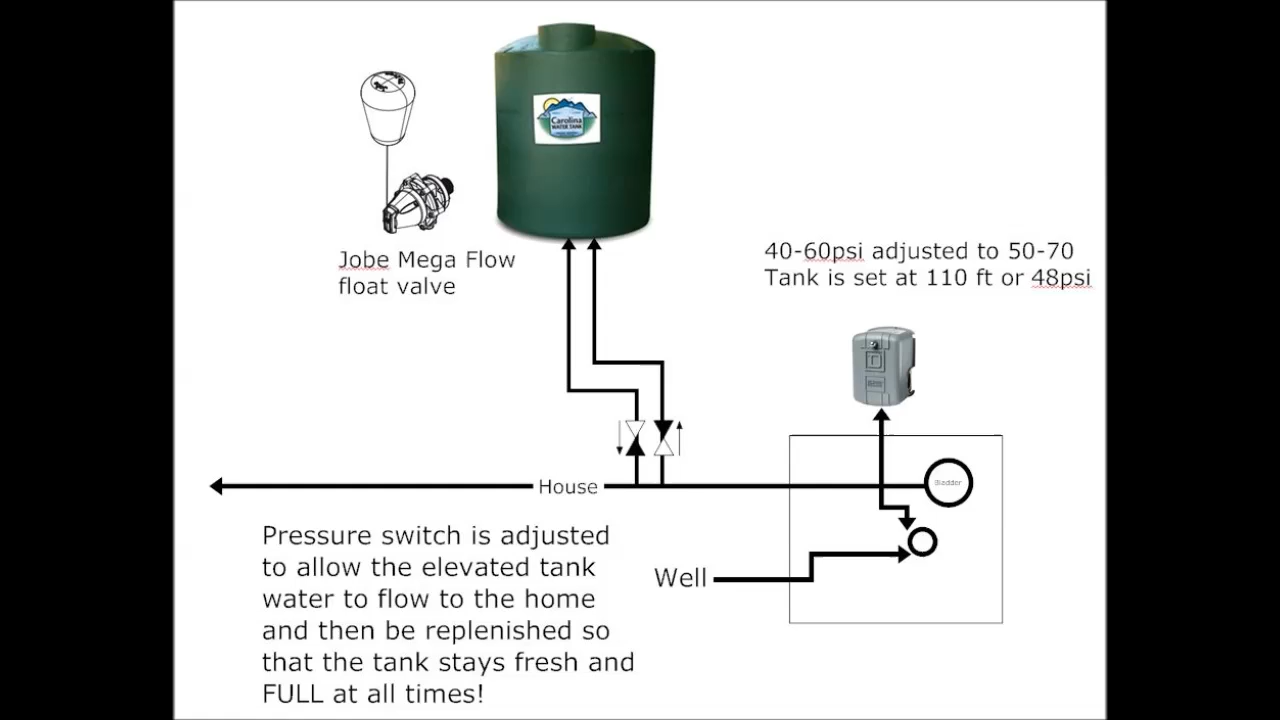 Carolina
WATER TANK
Jobe Mega Flow
float valve
40-60psi adjusted to 50-70
Tank is set at 110 ft or 48psi
Bladder
House
Pressure switch is adjusted
to allow the elevated tank
water to flow to the home
and then be replenished so
that the tank stays fresh and
FULL at all times!
Well